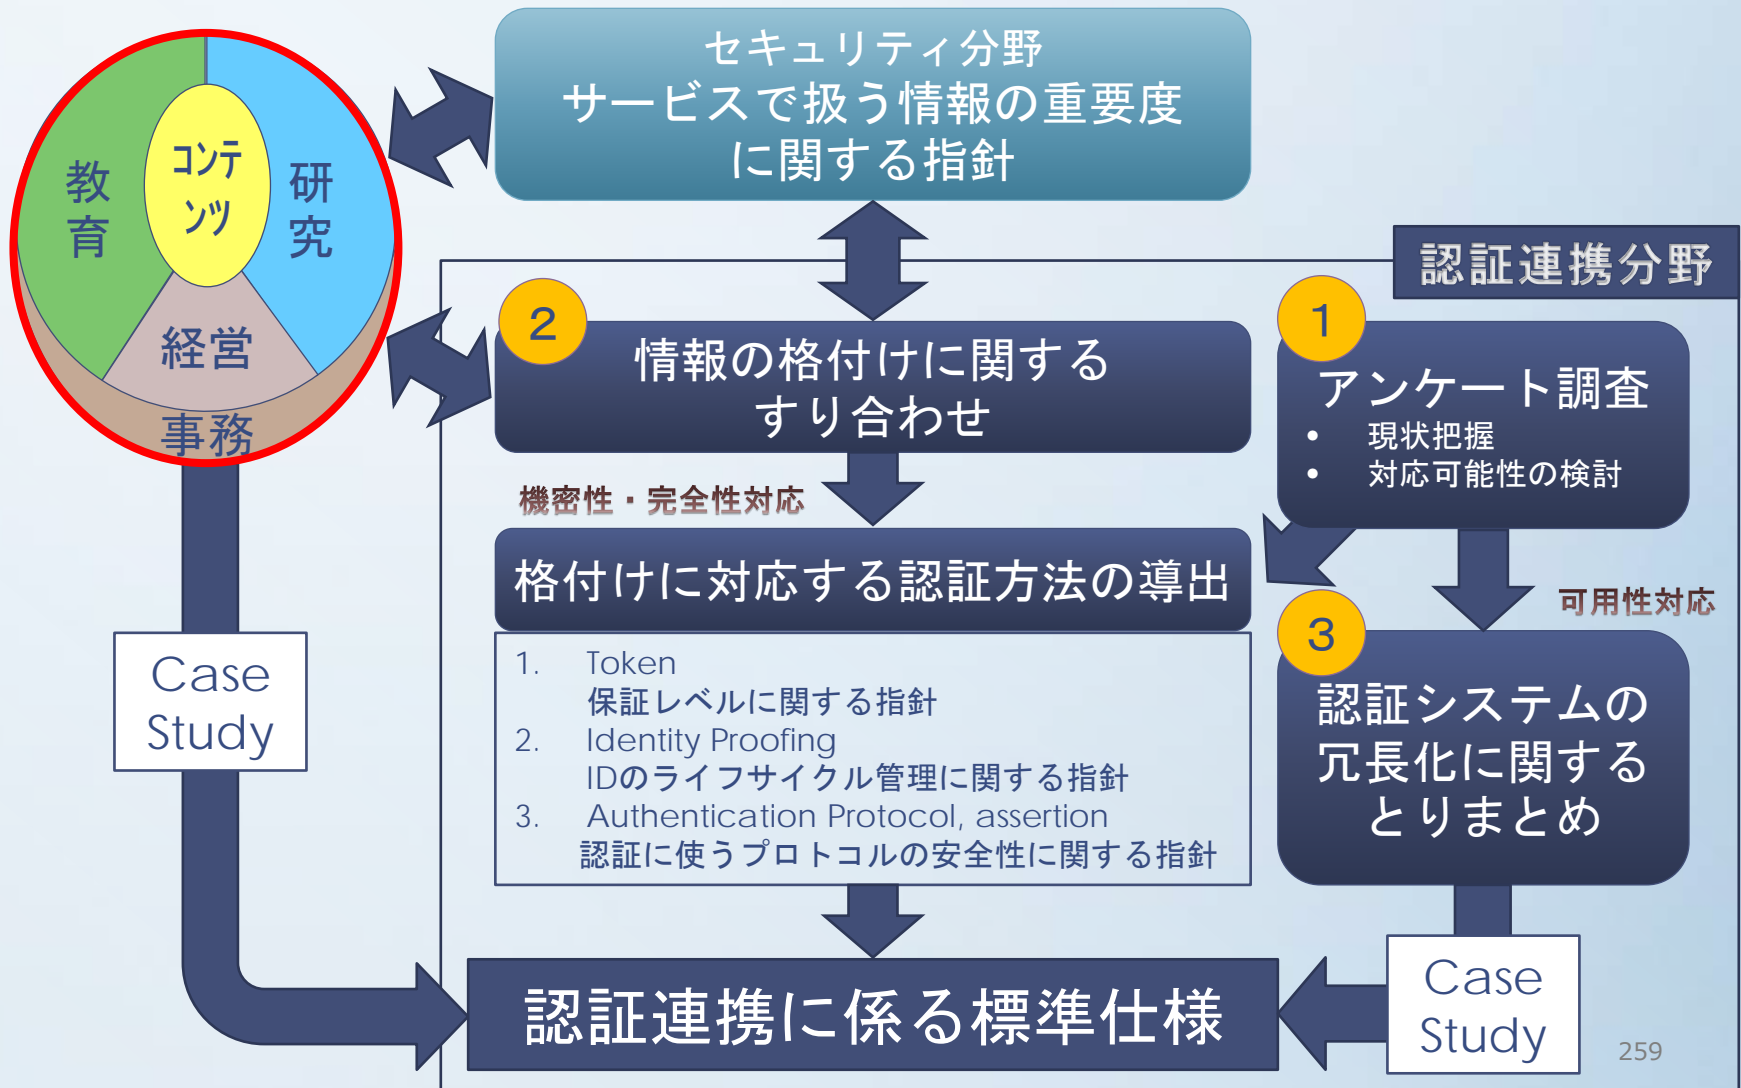 セキュリティ分野
サービスで扱う情報の重要度
に関する指針
コンテ
ンツ
教
育
研
究
経営
事務
認証連携分野
2
情報の格付けに関する
すり合わせ
1
アンケート調査
• 現状把握
• 対応可能性の検討
機密性・完全性対応
格付けに対応する認証方法の導出
可用性対応
1. Token
保証レベルに関する指針
2. Identity Proofing
IDのライフサイクル管理に関する指針
3. Authentication Protocol, assertion
認証に使うプロトコルの安全性に関する指針
3
認証システムの
冗長化に関する
とりまとめ
Case
Study
認証連携に係る標準仕様
Case
Study
259